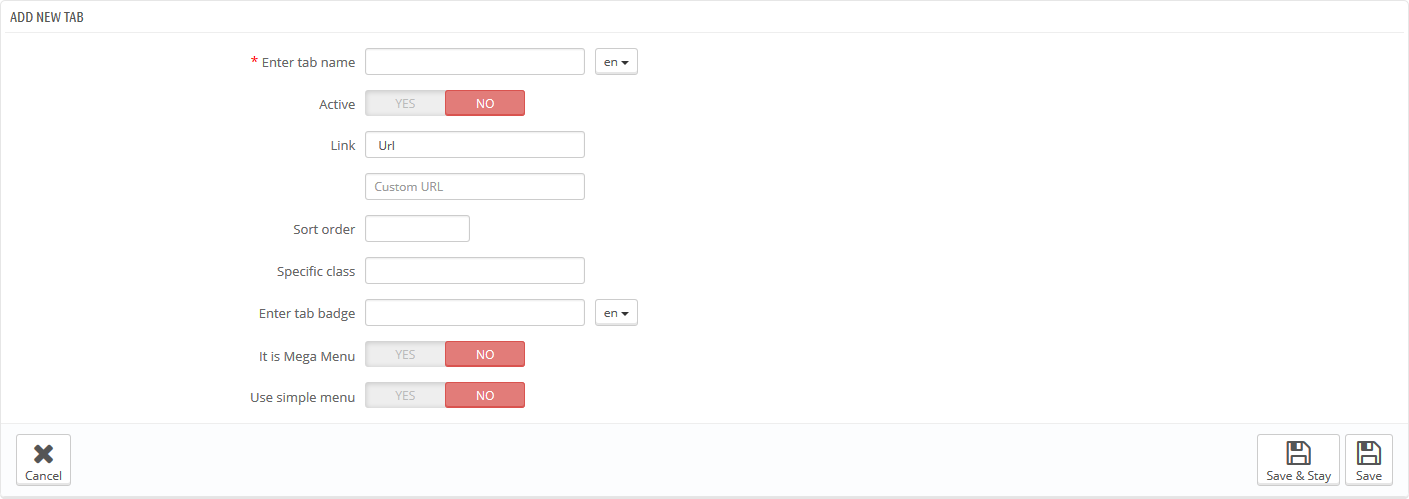 ADD NEW TAB
* Enter tab name en
Active YES NO
Link Url
Custom URL
Sort order
Specific class
Enter tab badge en
It is Mega Menu YES NO
Use simple menu YES NO
Cancel Save & Stay Save